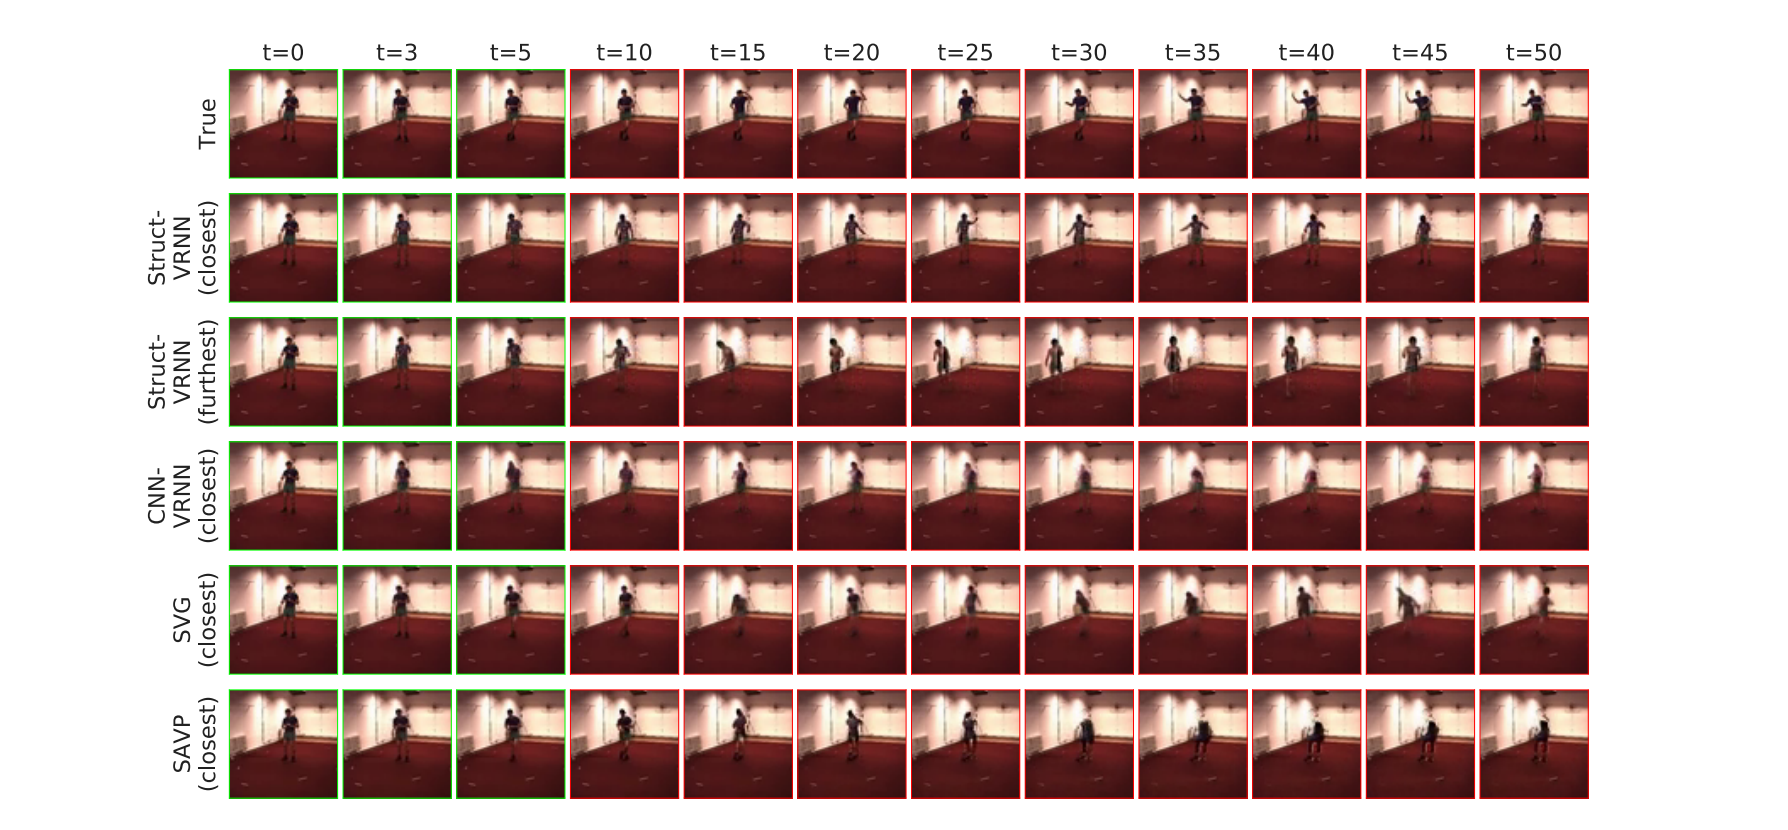 t=0 t=3 t=5 t=10 t=15 t=20 t=25 t=30 t=35 t=40 t=45 t=50
True
Struct-
VRNN
(closest)
Struct-
VRNN
(furthest)
CNN-
VRNN
(closest)
SVG
(closest)
SAVP
(closest)